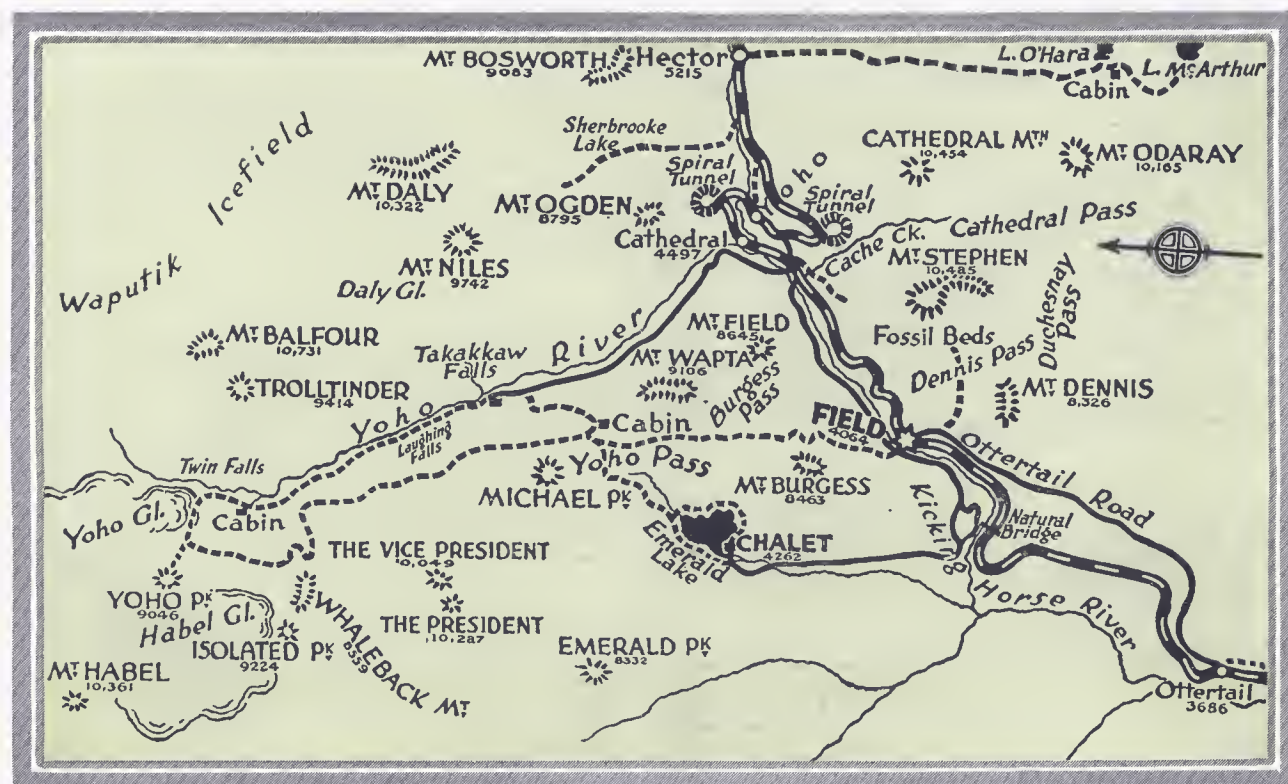 MT BOSWORTH
9083
Hector
5215
L. O'Hara
L. McArthur
Cabin
Waputik Icefield
Sherbrooke
Lake
Spiral
Tunnel
Yoho
Spiral
Tunnel
CATHEDRAL MTN
10,454
MT ODARAY
10,165
MT DALY
10,322
MT OGDEN
8795
Cathedral
4497
Cache CK.
Cathedral Pass
MT NILES
9742
Daly Gl.
MT STEPHEN
10,485
Duchesnay
Pass
MT BALFOUR
10,731
TROLLTINDER
9414
Takakkaw
Falls
Yoho River
MT FIELD
8645
MT WAPTA
9106
Burgess
Pass
Fossil Beds
Dennis Pass
MT DENNIS
8,326
Cabin
FIELD
4064
Ottertail Road
Laughing
Falls
Twin Falls
Yoho Gl.
Cabin
MICHAEL PK
Yoho Pass
MT BURGESS
8463
Emerald
Lake
CHALET
4262
Kicking Horse River
Natural
Bridge
THE VICE PRESIDENT
10,049
THE PRESIDENT
10,287
YOHO PK
9046
Habel Gl.
ISOLATED PK
9224
WHALEBACK MT
8559
EMERALD PK
8332
MT HABEL
10,361
Ottertail
3686